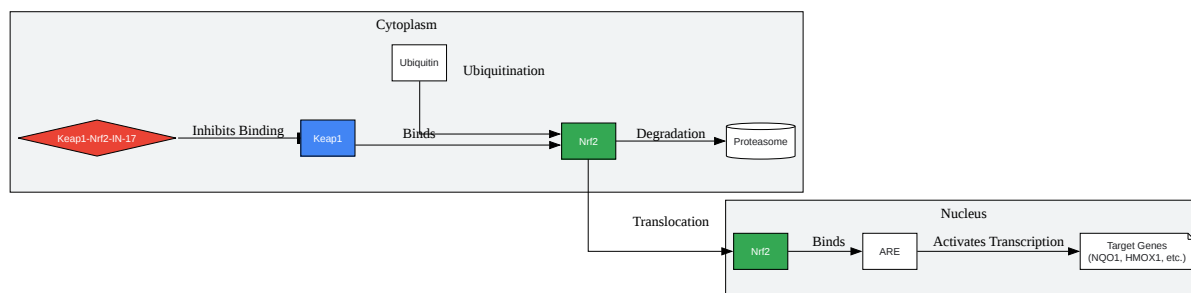 Cytoplasm
Ubiquitin
Ubiquitination
Keap1-Nrf2-IN-17
Inhibits Binding
Keap1
Binds
Nrf2
Degradation
Proteasome
Translocation
Nucleus
Nrf2
Binds
ARE
Activates Transcription
Target Genes
(NQO1, HMOX1, etc.)